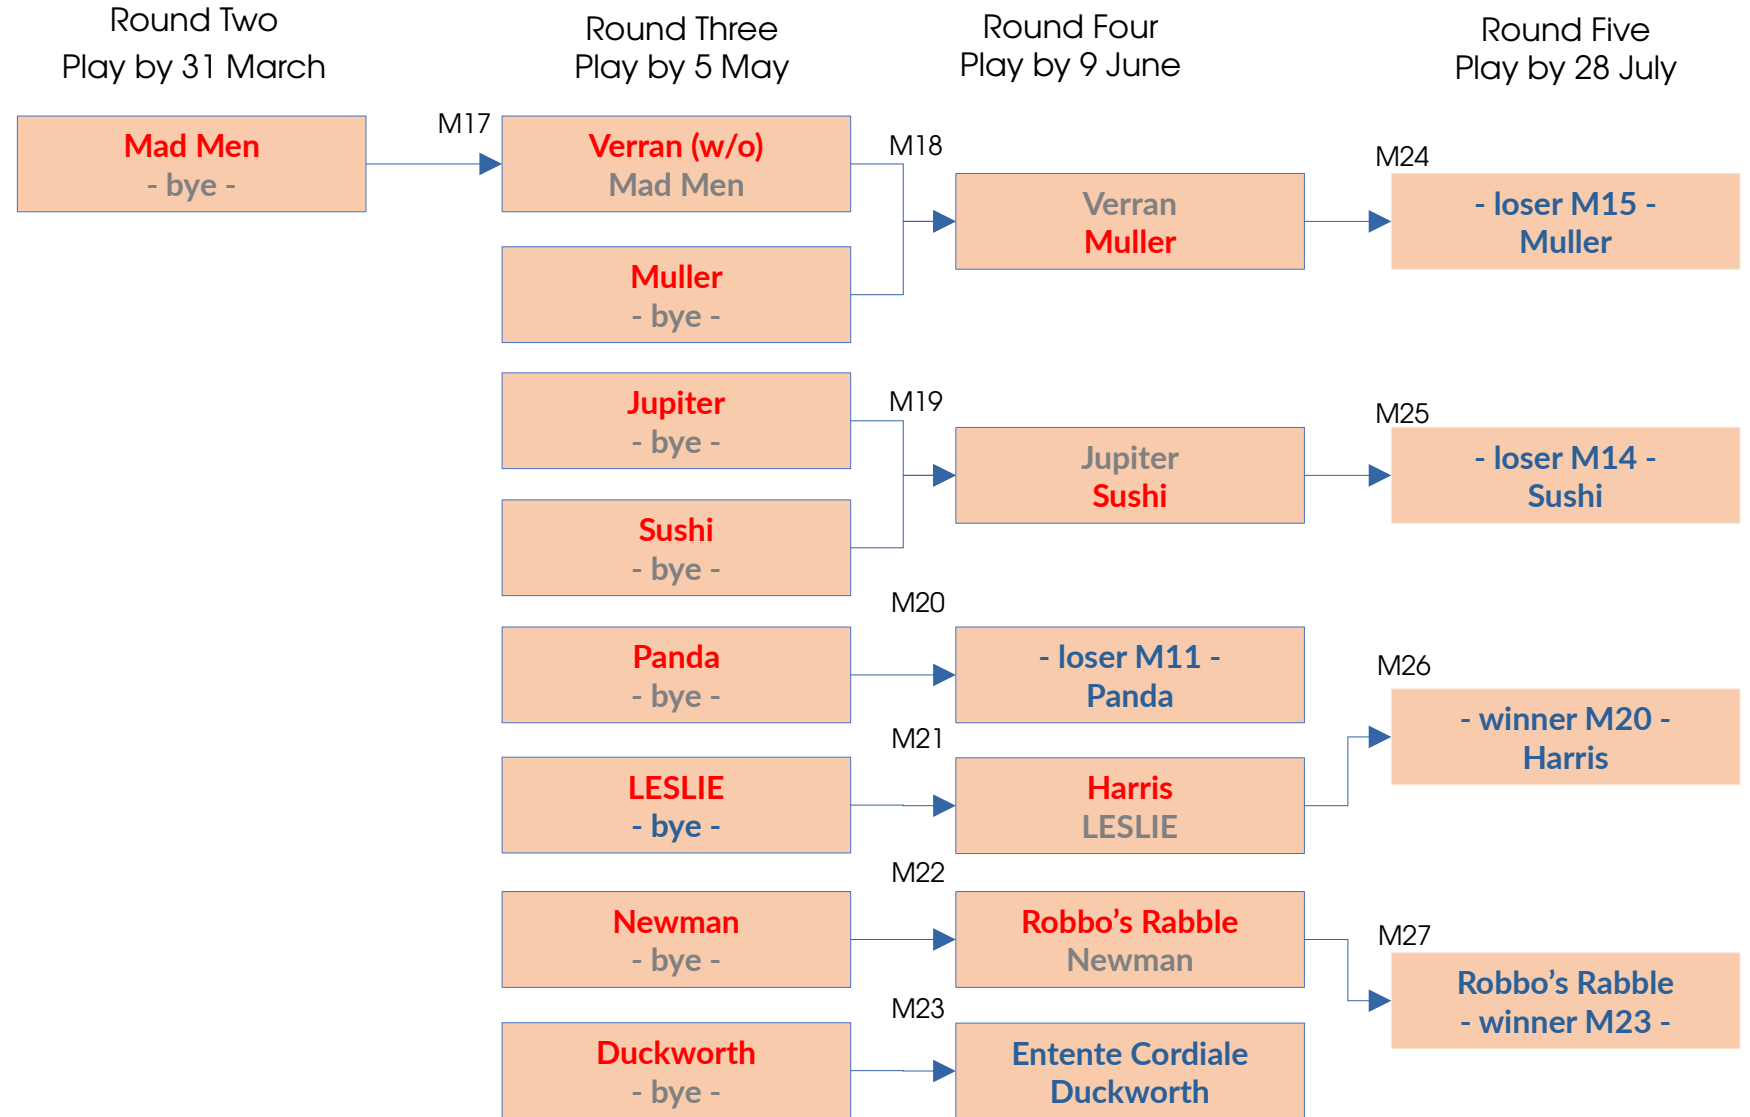 Round Two
Play by 31 March
Round Three
Play by 5 May
Round Four
Play by 9 June
Round Five
Play by 28 July
Mad Men
- bye -
M17
Verran (w/o)
Mad Men
Muller
- bye -
M18
Verran
Muller
M24
- loser M15 -
Muller
Jupiter
- bye -
Sushi
- bye -
M19
Jupiter
Sushi
M25
- loser M14 -
Sushi
Panda
- bye -
M20
- loser M11 -
Panda
LESLIE
- bye -
M21
Harris
LESLIE
M26
- winner M20 -
Harris
Newman
- bye -
M22
Robbo’s Rabble
Newman
Duckworth
- bye -
M23
Entente Cordiale
Duckworth
M27
Robbo’s Rabble
- winner M23 -